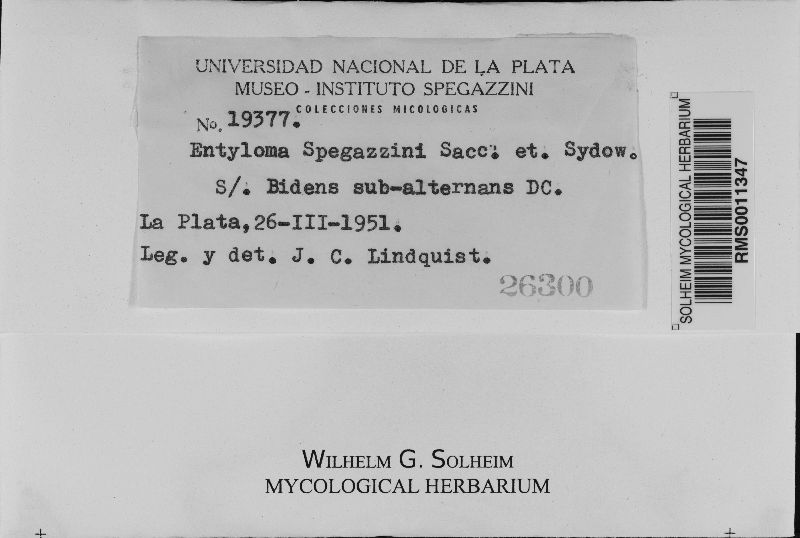 UNIVERSIDAD NACIONAL DE LA PLATA
MUSEO - INSTITUTO SPEGAZZINI
COLECCIONES MICOLOGICAS
No. 19377.
Entyloma Spegazzini Sacc. et. Sydow.
S/. Bidens sub-alternans DC.
La Plata, 26-III-1951.
Leg. y det. J. C. Lindquist.
26300
SOLHEIM MYCOLOGICAL HERBARIUM
RMS0011347
WILHELM G. SOLHEIM
MYCOLOGICAL HERBARIUM